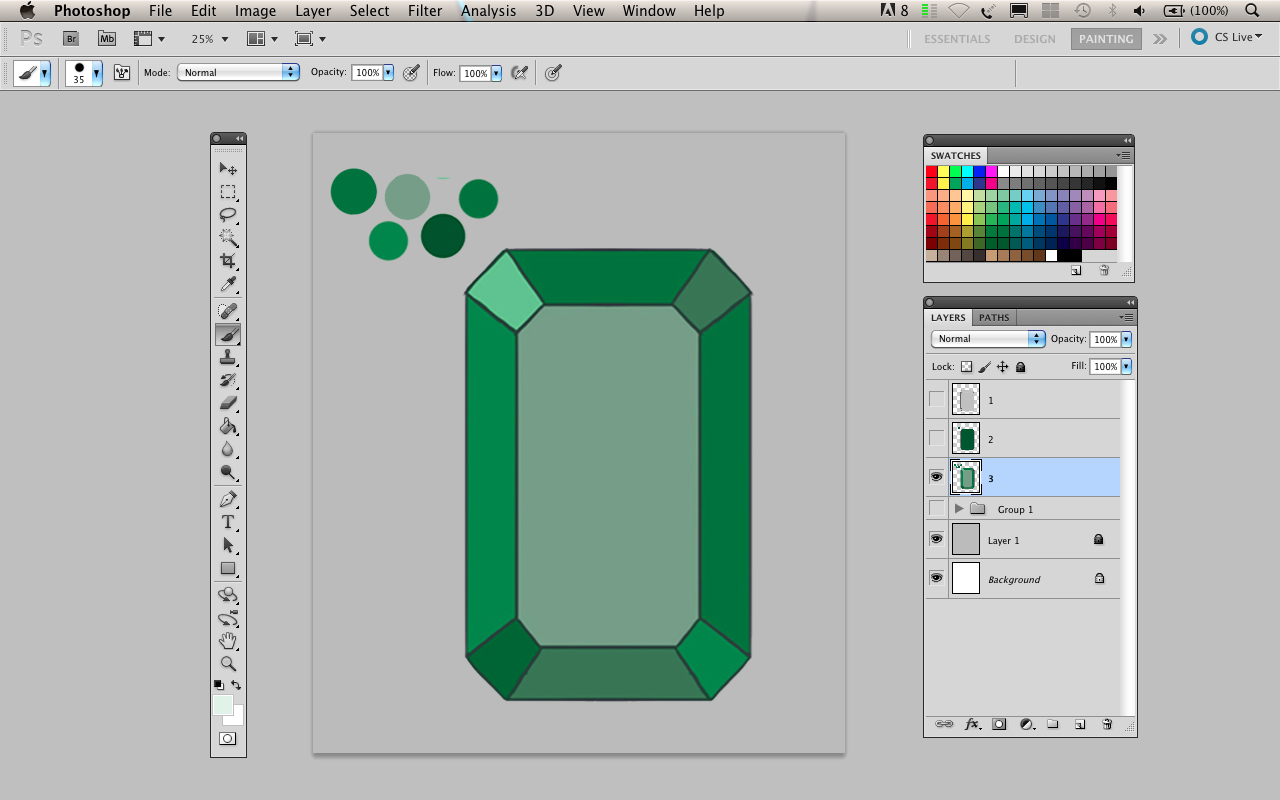 Photoshop File Edit Image Layer Select Filter Analysis 3D View Window Help 8 (100%)
Ps Br Mb 25% ESSENTIALS DESIGN PAINTING CS Live
35 Mode: Normal Opacity: 100% Flow: 100%
SWATCHES
LAYERS PATHS
Normal Opacity: 100%
Lock: Fill: 100%
1
2
3
Group 1
Layer 1
Background
T
fx